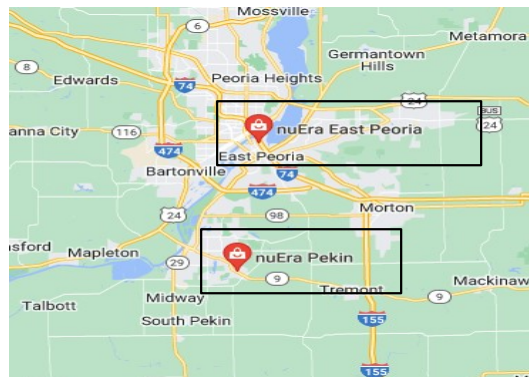 Mossville
6
Metamora
Germantown
Hills
8
Edwards
74
Peoria Heights
24
BUS
24
anna City
116
nuEra East Peoria
474
East Peoria
74
Bartonville
474
24
98
Morton
nsford
Mapleton
29
nuEra Pekin
9
Tremont
Mackinaw
9
Talbott
Midway
South Pekin
155
155